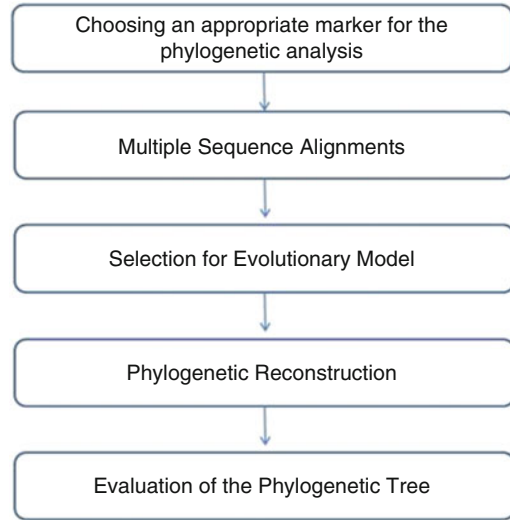 Choosing an appropriate marker for the
phylogenetic analysis
Multiple Sequence Alignments
Selection for Evolutionary Model
Phylogenetic Reconstruction
Evaluation of the Phylogenetic Tree